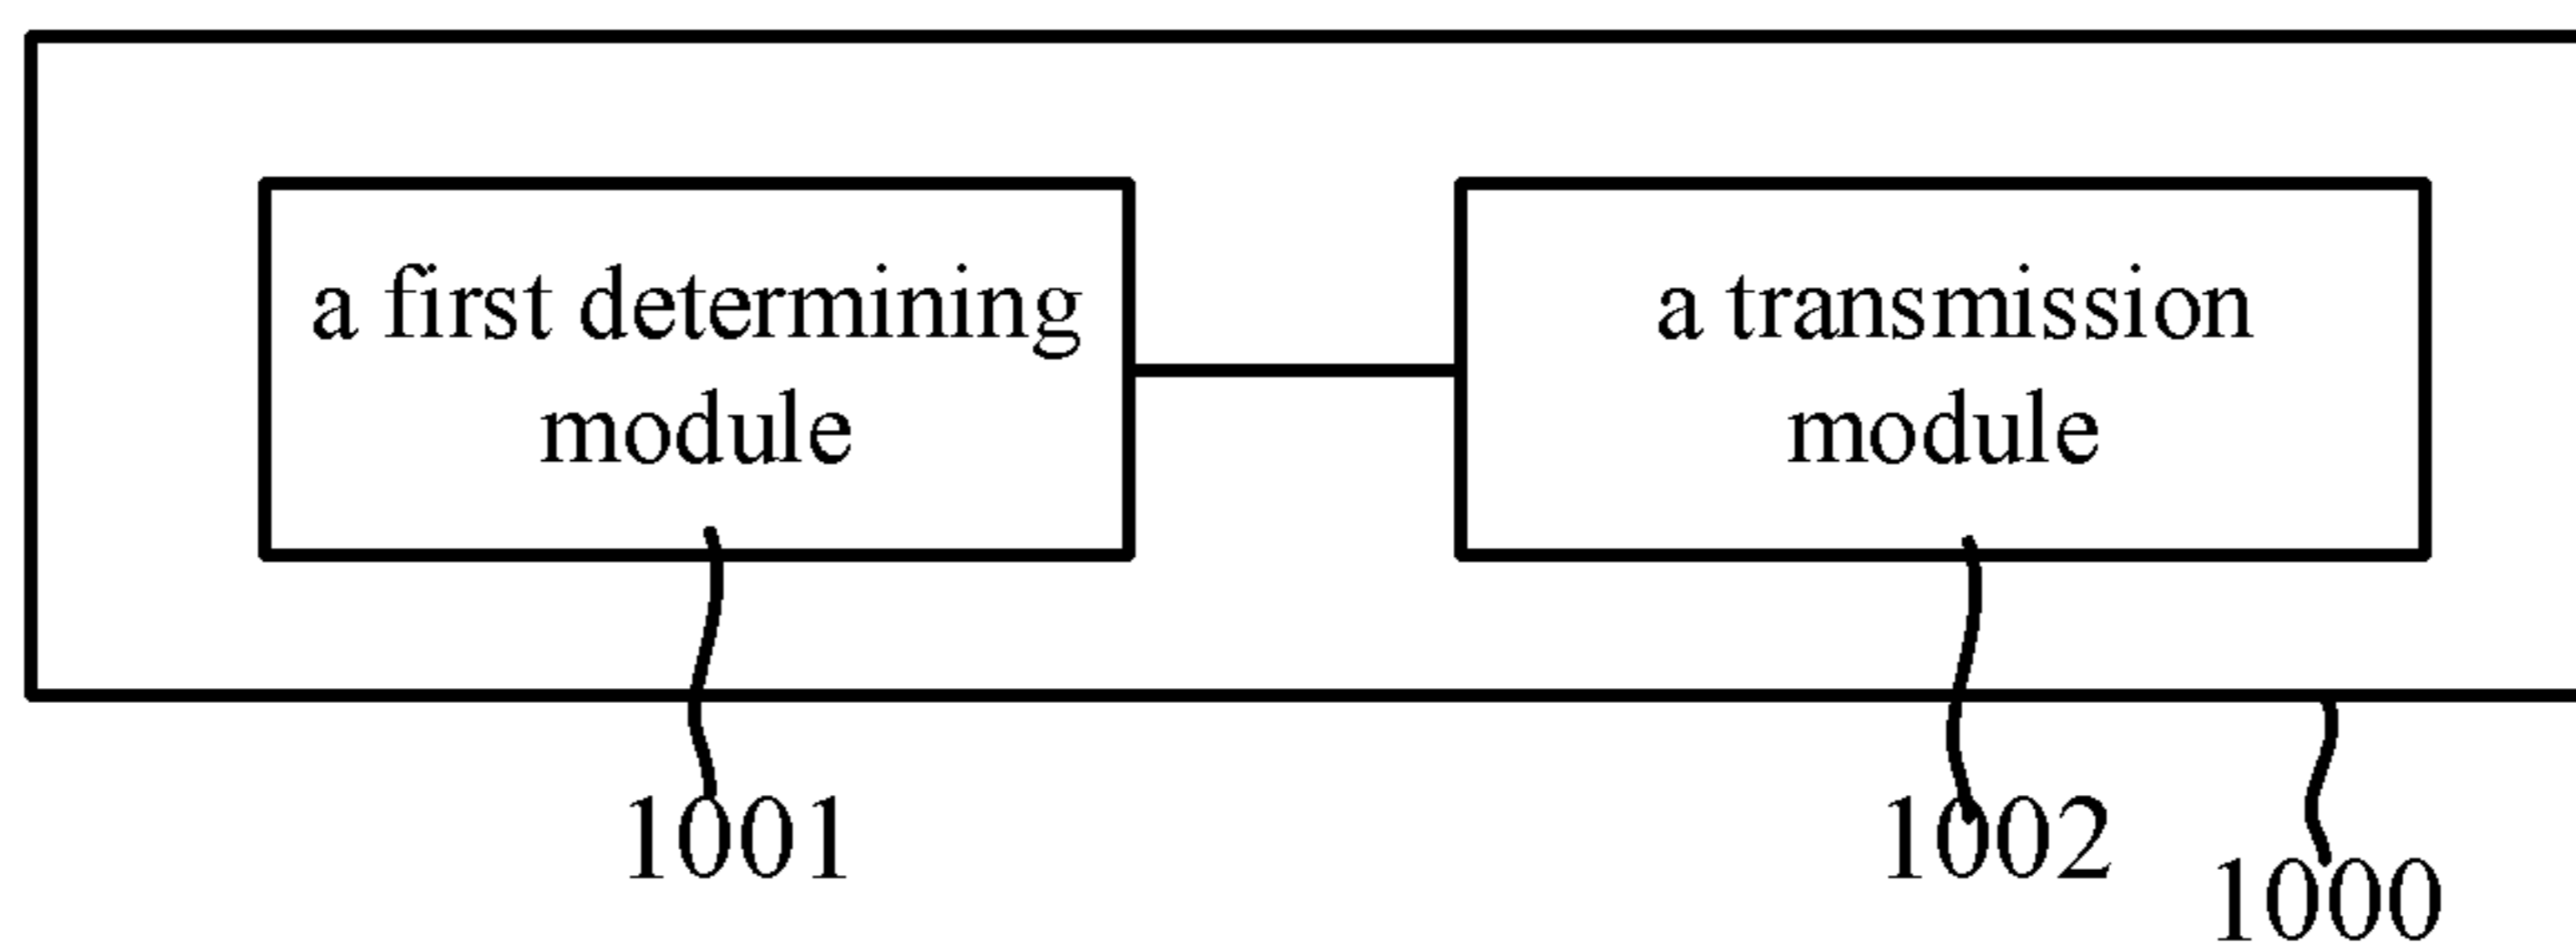 a first determining
module
a transmission
module
1001
1002
1000